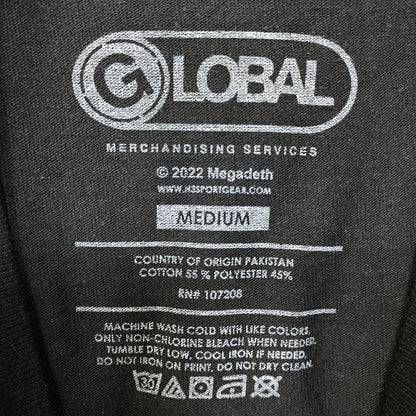 GLOBAL
MERCHANDISING SERVICES
© 2022 Megadeth
WWW.H3SPORTGEAR.COM
MEDIUM
COUNTRY OF ORIGIN PAKISTAN
COTTON 55 % POLYESTER 45%
RN# 107208
MACHINE WASH COLD WITH LIKE COLORS.
ONLY NON-CHLORINE BLEACH WHEN NEEDED.
TUMBLE DRY LOW, COOL IRON IF NEEDED.
DO NOT IRON ON PRINT, DO NOT DRY CLEAN.
30